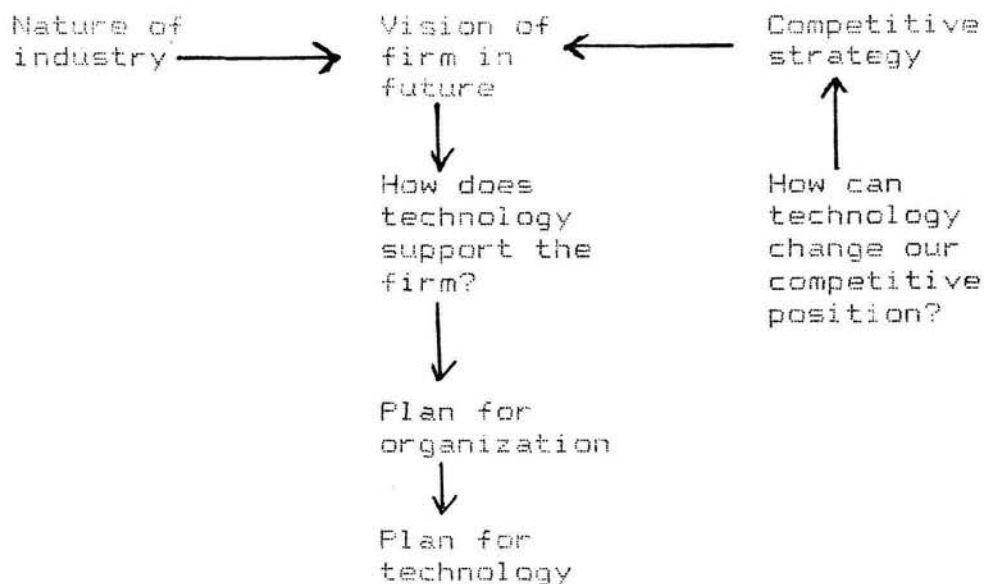 Nature of
industry
Vision of
firm in
future
Competitive
strategy
How does
technology
support the
firm?
How can
technology
change our
competitive
position?
Plan for
organization
Plan for
technology